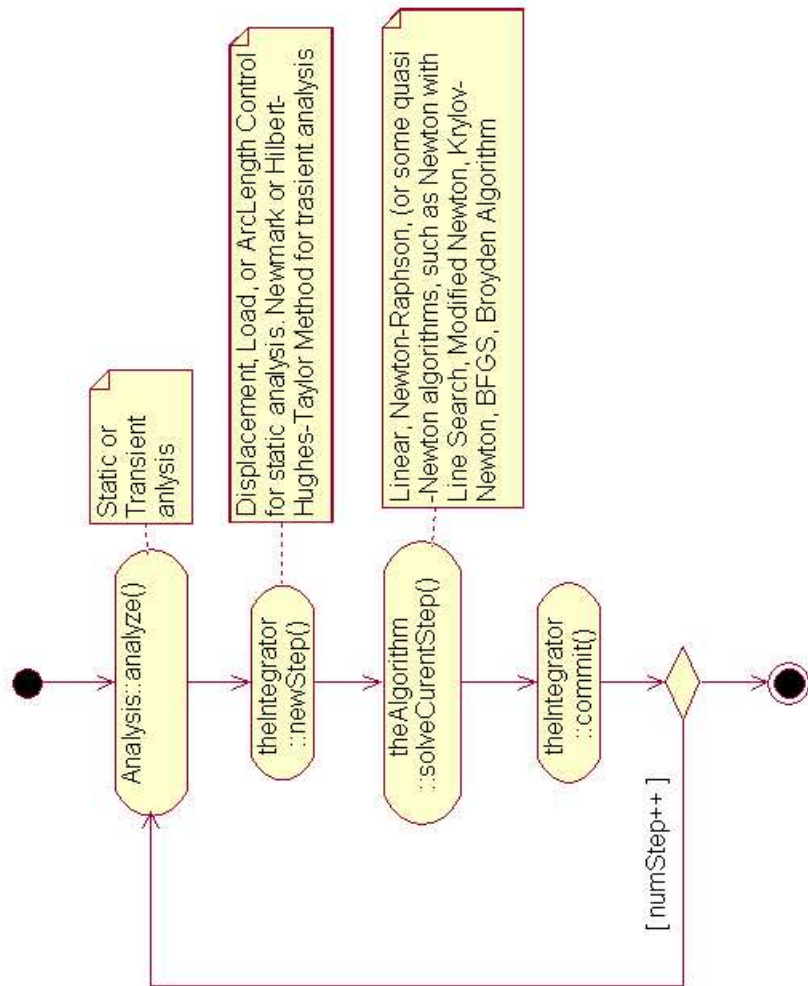 Static or
Transient
anlysis
Analysis::analyze()
Displacement, Load, or ArcLength Control
for static analysis. Newmark or Hilbert-
Hughes-Taylor Method for trasient analysis
theIntegrator
::newStep()
Linear, Newton-Raphson, (or some quasi
-Newton algorithms, such as Newton with
Line Search, Modified Newton, Krylov-
Newton, BFGS, Broyden Algorithm
theAlgorithm
::solveCurentStep()
theIntegrator
::commit()
[ numStep++ ]